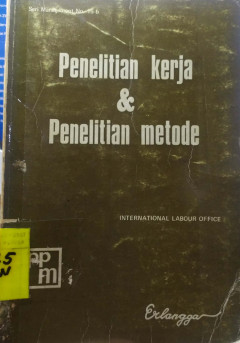 Penelitian kerja
&
Penelitian metode
INTERNATIONAL LABOUR OFFICE
Erlangga